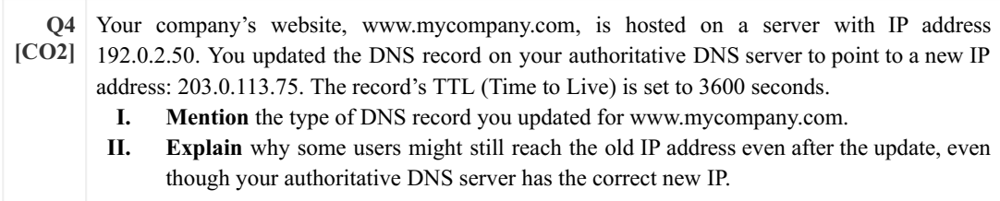 Q4 Your company’s website, www.mycompany.com, is hosted on a server with IP address
[CO2] 192.0.2.50. You updated the DNS record on your authoritative DNS server to point to a new IP
address: 203.0.113.75. The record’s TTL (Time to Live) is set to 3600 seconds.
I. Mention the type of DNS record you updated for www.mycompany.com.
II. Explain why some users might still reach the old IP address even after the update, even
though your authoritative DNS server has the correct new IP.